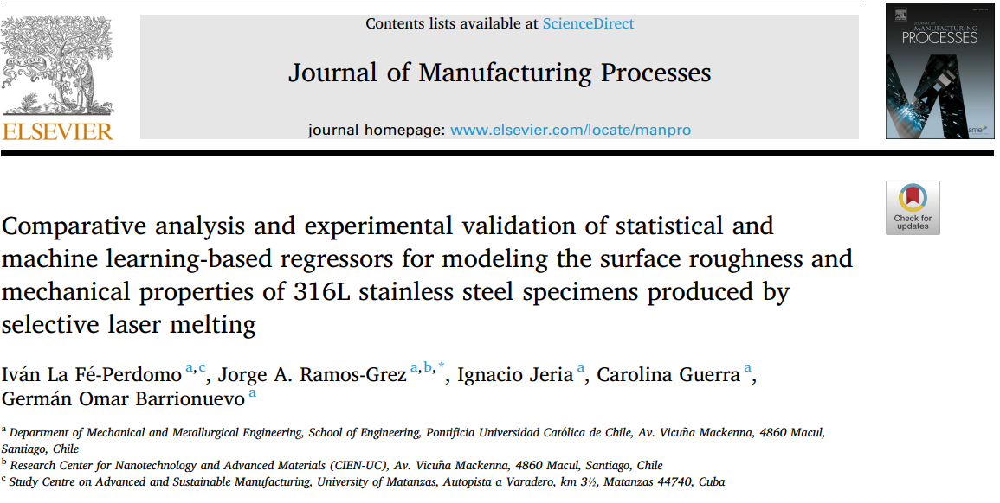 Contents lists available at ScienceDirect
Journal of Manufacturing Processes
journal homepage: www.elsevier.com/locate/manpro
ELSEVIER
NON SOLUS
JOURNAL OF
MANUFACTURING
PROCESSES
sme
Check for
updates
Comparative analysis and experimental validation of statistical and
machine learning-based regressors for modeling the surface roughness and
mechanical properties of 316L stainless steel specimens produced by
selective laser melting
Iván La Fé-Perdomo a,c, Jorge A. Ramos-Grez a,b,*, Ignacio Jeria a, Carolina Guerra a,
Germán Omar Barrionuevo a
a Department of Mechanical and Metallurgical Engineering, School of Engineering, Pontificia Universidad Católica de Chile, Av. Vicuña Mackenna, 4860 Macul,
Santiago, Chile
b Research Center for Nanotechnology and Advanced Materials (CIEN-UC), Av. Vicuña Mackenna, 4860 Macul, Santiago, Chile
c Study Centre on Advanced and Sustainable Manufacturing, University of Matanzas, Autopista a Varadero, km 3½, Matanzas 44740, Cuba